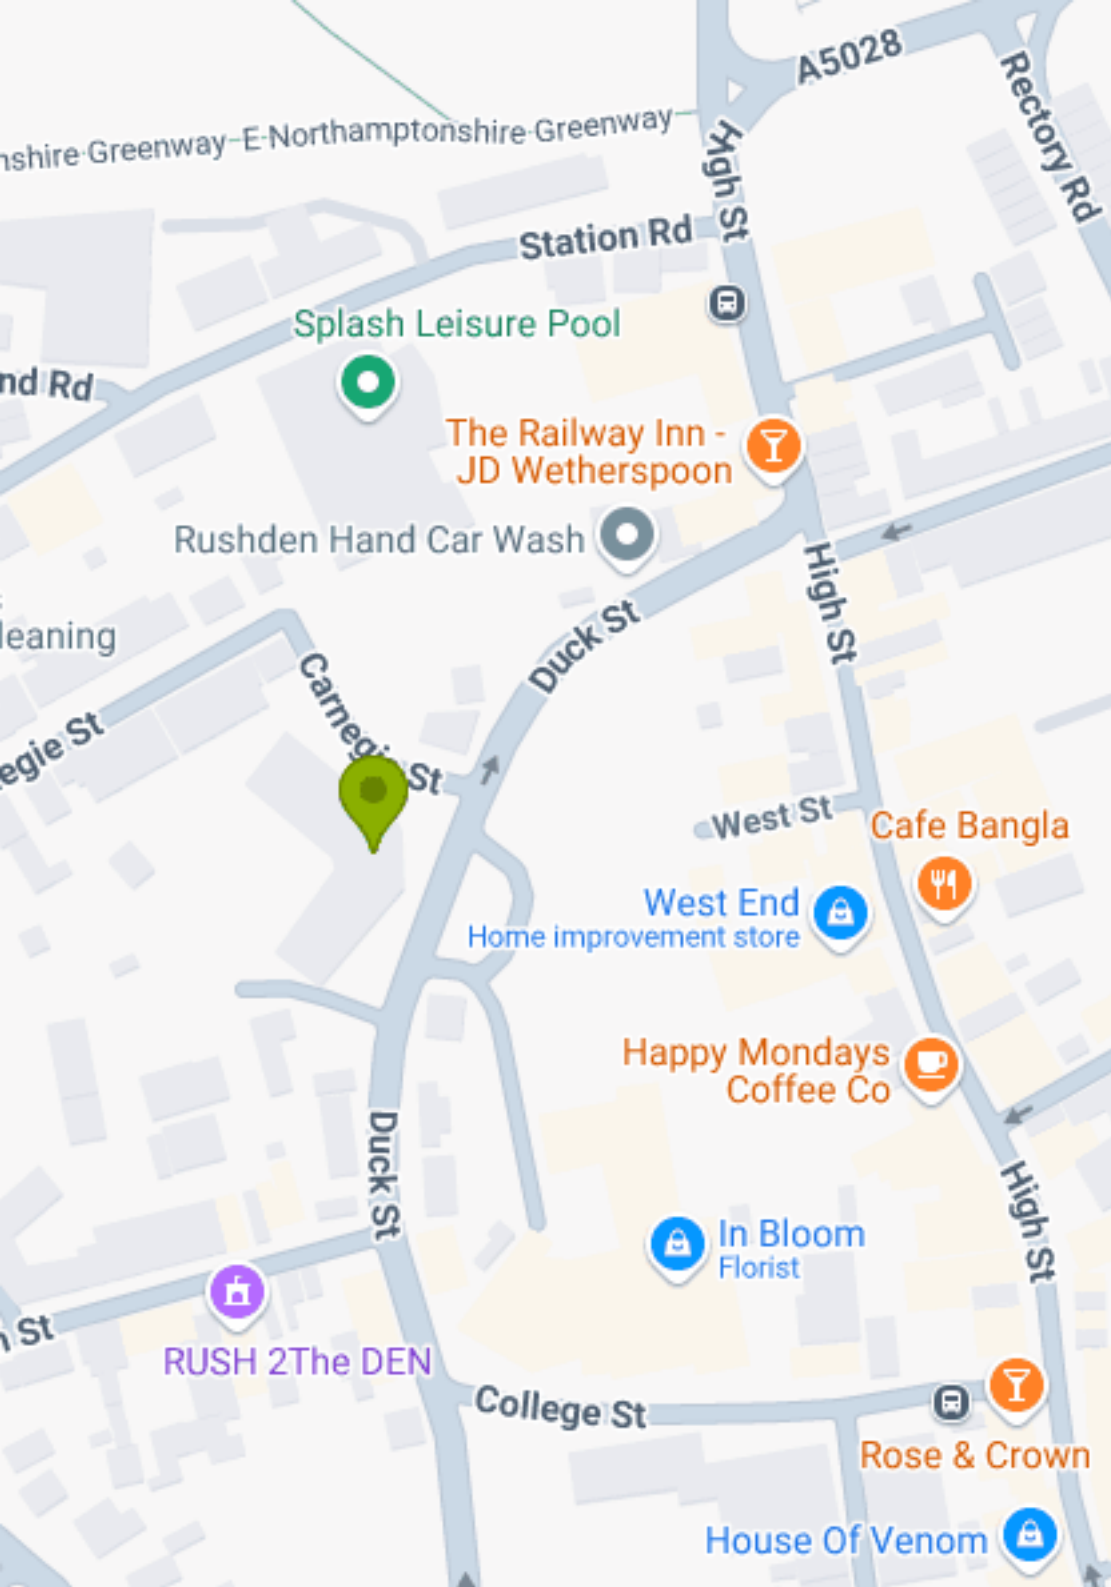 A5028
Rectory Rd
nshire Greenway
E Northamptonshire Greenway
High St
Station Rd
Splash Leisure Pool
nd Rd
The Railway Inn -
JD Wetherspoon
Rushden Hand Car Wash
High St
leaning
Duck St
Carnegie St
egie St
West St
Cafe Bangla
West End
Home improvement store
Happy Mondays
Coffee Co
Duck St
High St
In Bloom
Florist
n St
RUSH 2The DEN
College St
Rose & Crown
House Of Venom